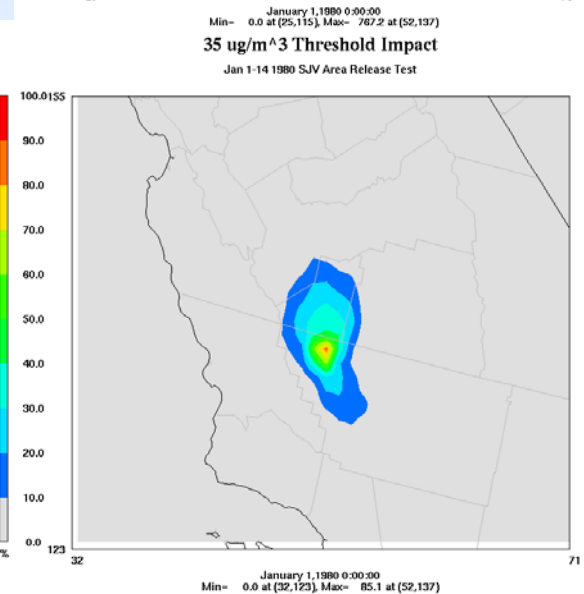 January 1,1980 0:00:00
Min= 0.0 at (25,115), Max= 767.2 at (52,137)
35 ug/m^3 Threshold Impact
Jan 1-14 1980 SJV Area Release Test
100.0 155
90.0
80.0
70.0
60.0
50.0
40.0
30.0
20.0
10.0
0.0
% 123
32 71
January 1,1980 0:00:00
Min= 0.0 at (32,123), Max= 85.1 at (52,137)